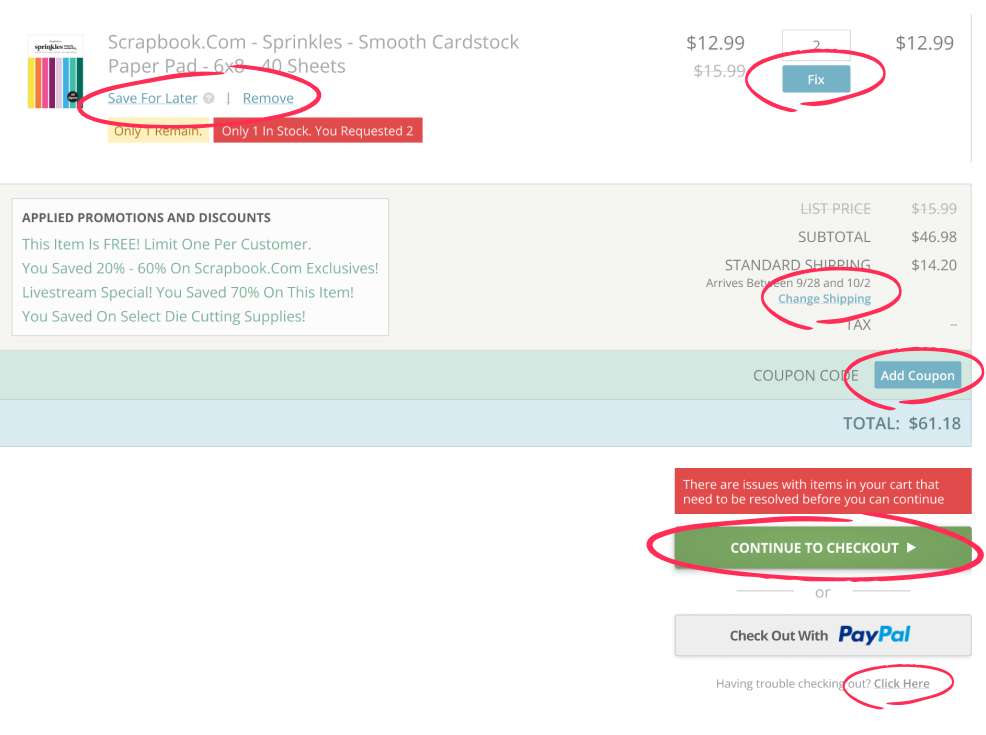 sprinkles
Scrapbook.Com - Sprinkles - Smooth Cardstock
Paper Pad - 6x8 - 40 Sheets
$12.99
$15.99
2
Fix
$12.99
Save For Later ? | Remove
Only 1 Remain. Only 1 In Stock. You Requested 2
APPLIED PROMOTIONS AND DISCOUNTS
This Item Is FREE! Limit One Per Customer.
You Saved 20% - 60% On Scrapbook.Com Exclusives!
Livestream Special! You Saved 70% On This Item!
You Saved On Select Die Cutting Supplies!
LIST PRICE $15.99
SUBTOTAL $46.98
STANDARD SHIPPING $14.20
Arrives Between 9/28 and 10/2
Change Shipping
TAX --
COUPON CODE Add Coupon
TOTAL: $61.18
There are issues with items in your cart that
need to be resolved before you can continue
CONTINUE TO CHECKOUT
or
Check Out With PayPal
Having trouble checking out? Click Here